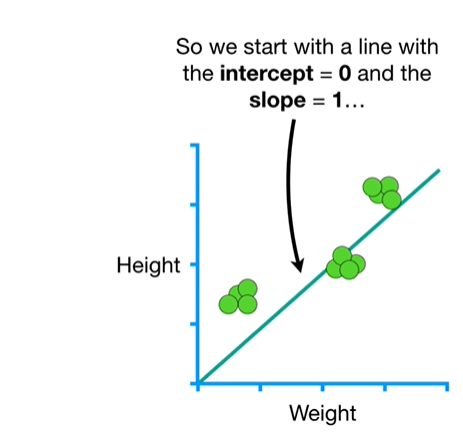 So we start with a line with
the intercept = 0 and the
slope = 1...
Height
Weight